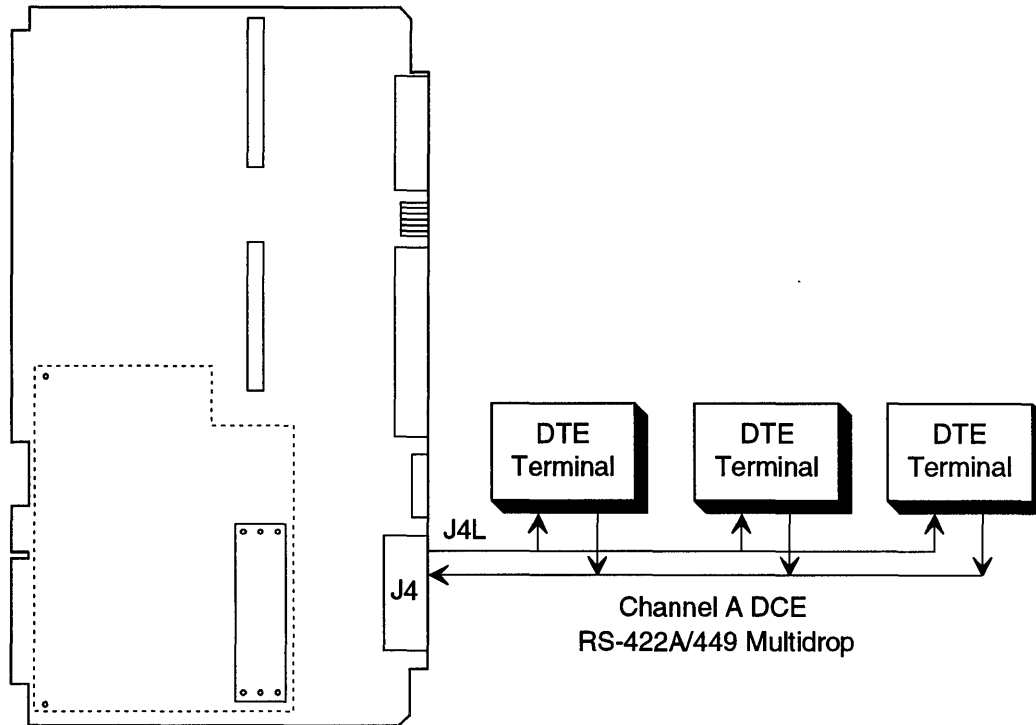 DTE
Terminal
DTE
Terminal
DTE
Terminal
J4L
J4
Channel A DCE
RS-422A/449 Multidrop